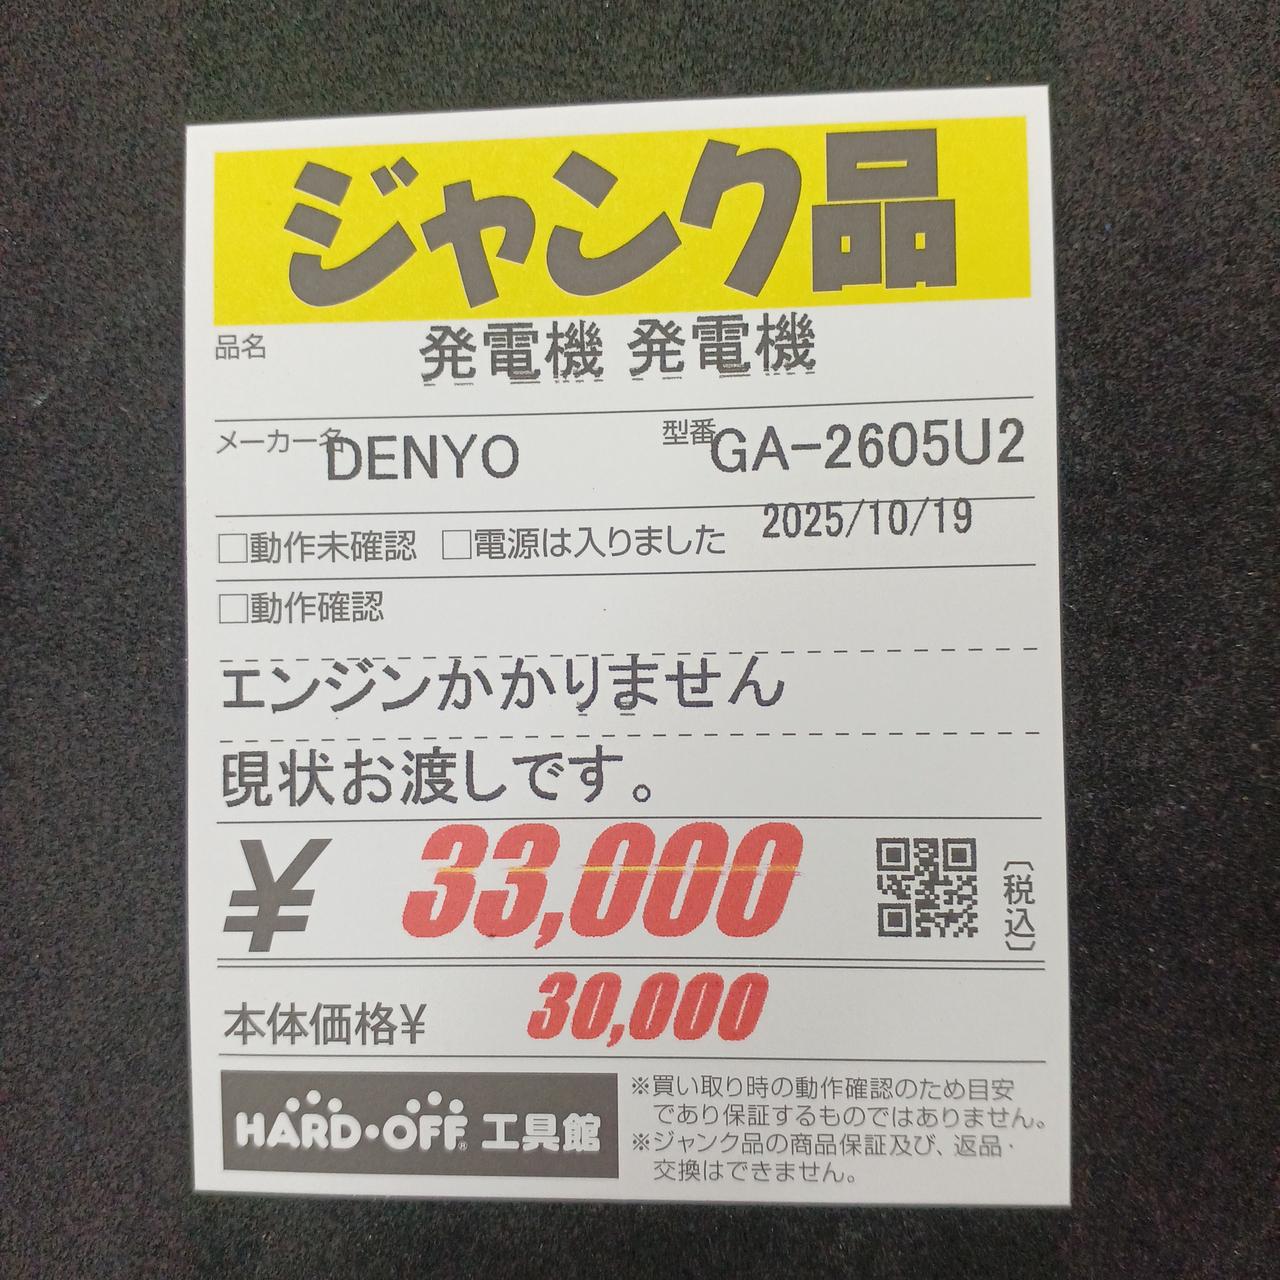 ジャンク品
品名 発電機 発電機
メーカー名 DENYO 型番 GA-2605U2
□動作未確認 □電源は入りました 2025/10/19
□動作確認
エンジンかかりません
現状お渡しです。
¥ 33,000 〔税込〕
本体価格¥ 30,000
HARD・OFF® 工具館
※買い取り時の動作確認のため目安
であり保証するものではありません。
※ジャンク品の商品保証及び、返品・
交換はできません。